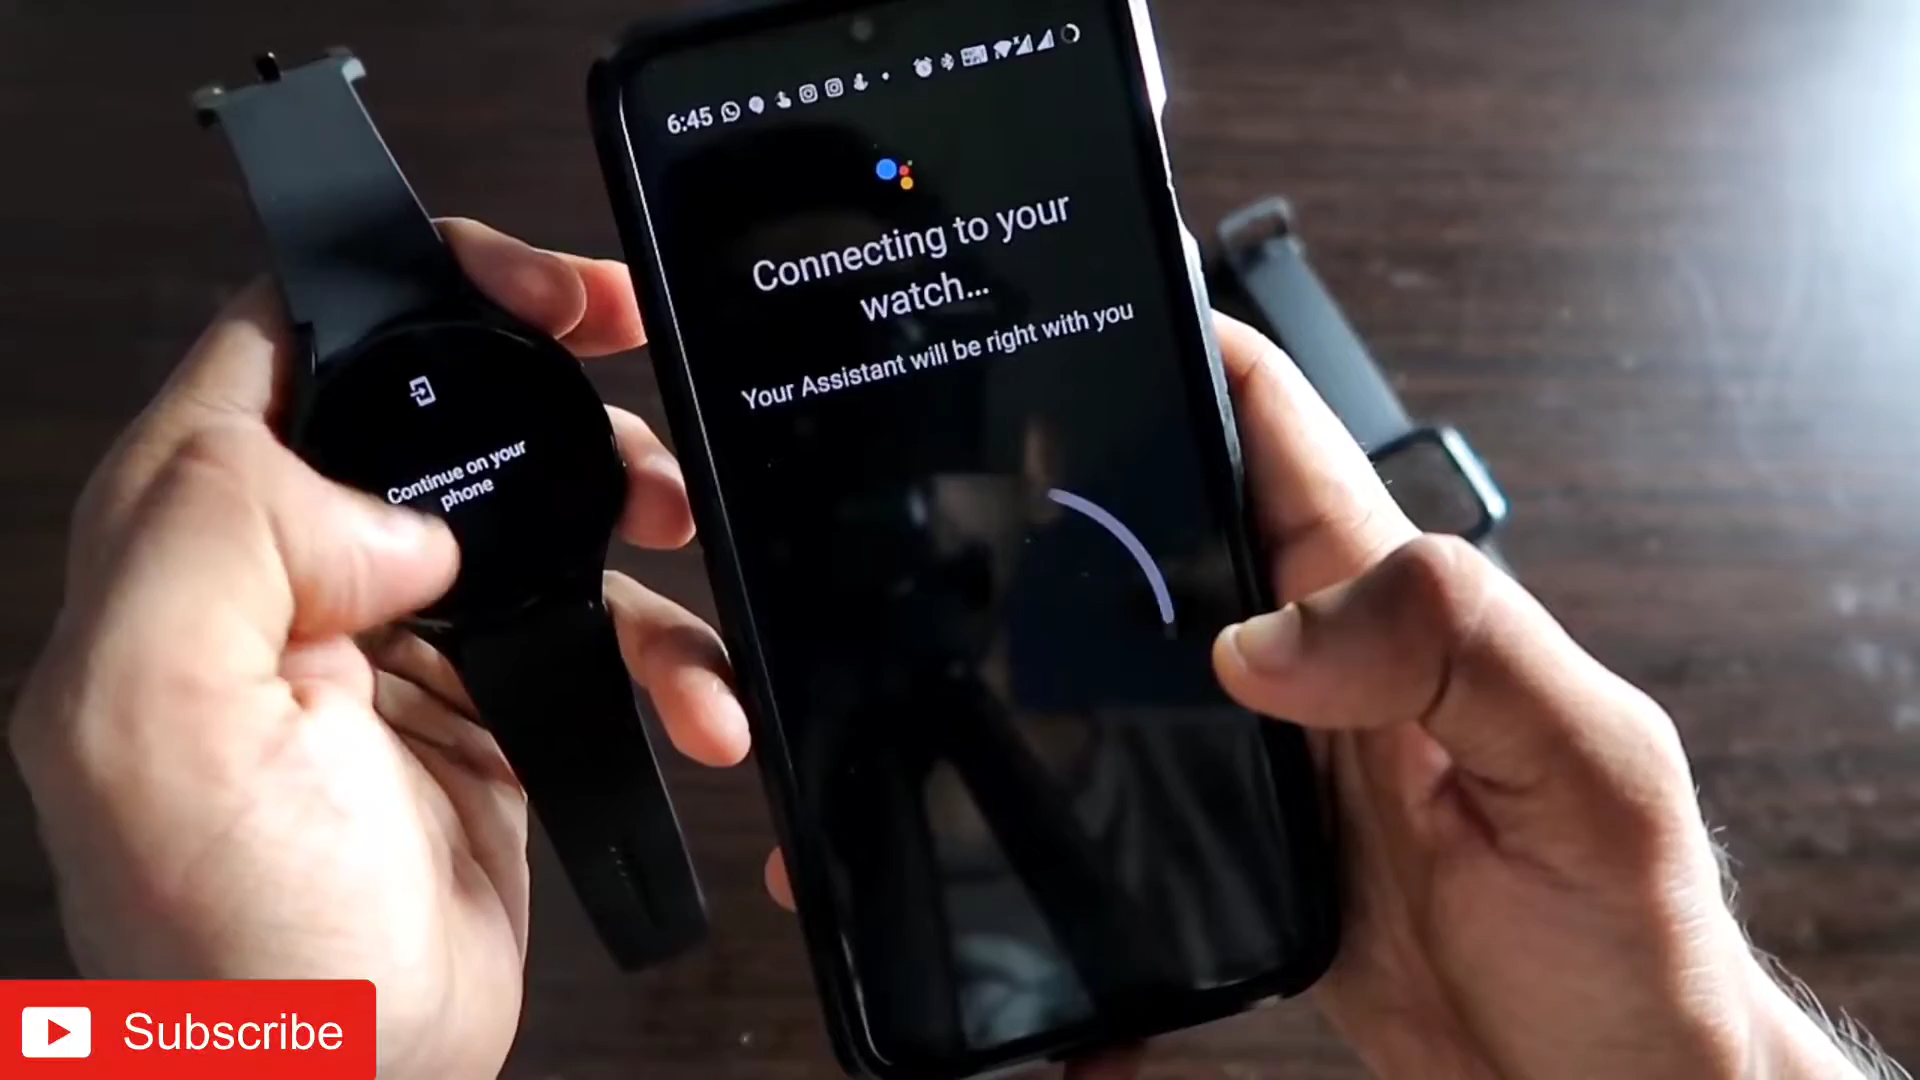 6:45
Connecting to your
watch...
Your Assistant will be right with you
Continue on your
phone
Subscribe